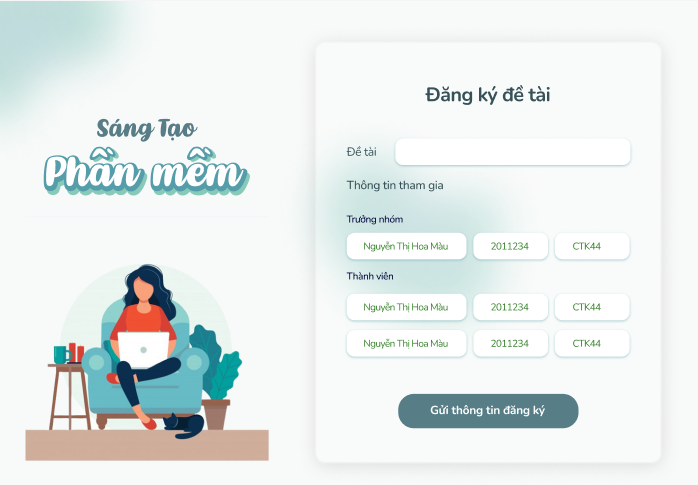 Sáng Tạo
Phần mềm
Đăng ký đề tài
Đề tài
Thông tin tham gia
Trưởng nhóm
Nguyễn Thị Hoa Màu 2011234 CTK44
Thành viên
Nguyễn Thị Hoa Màu 2011234 CTK44
Nguyễn Thị Hoa Màu 2011234 CTK44
Gửi thông tin đăng ký